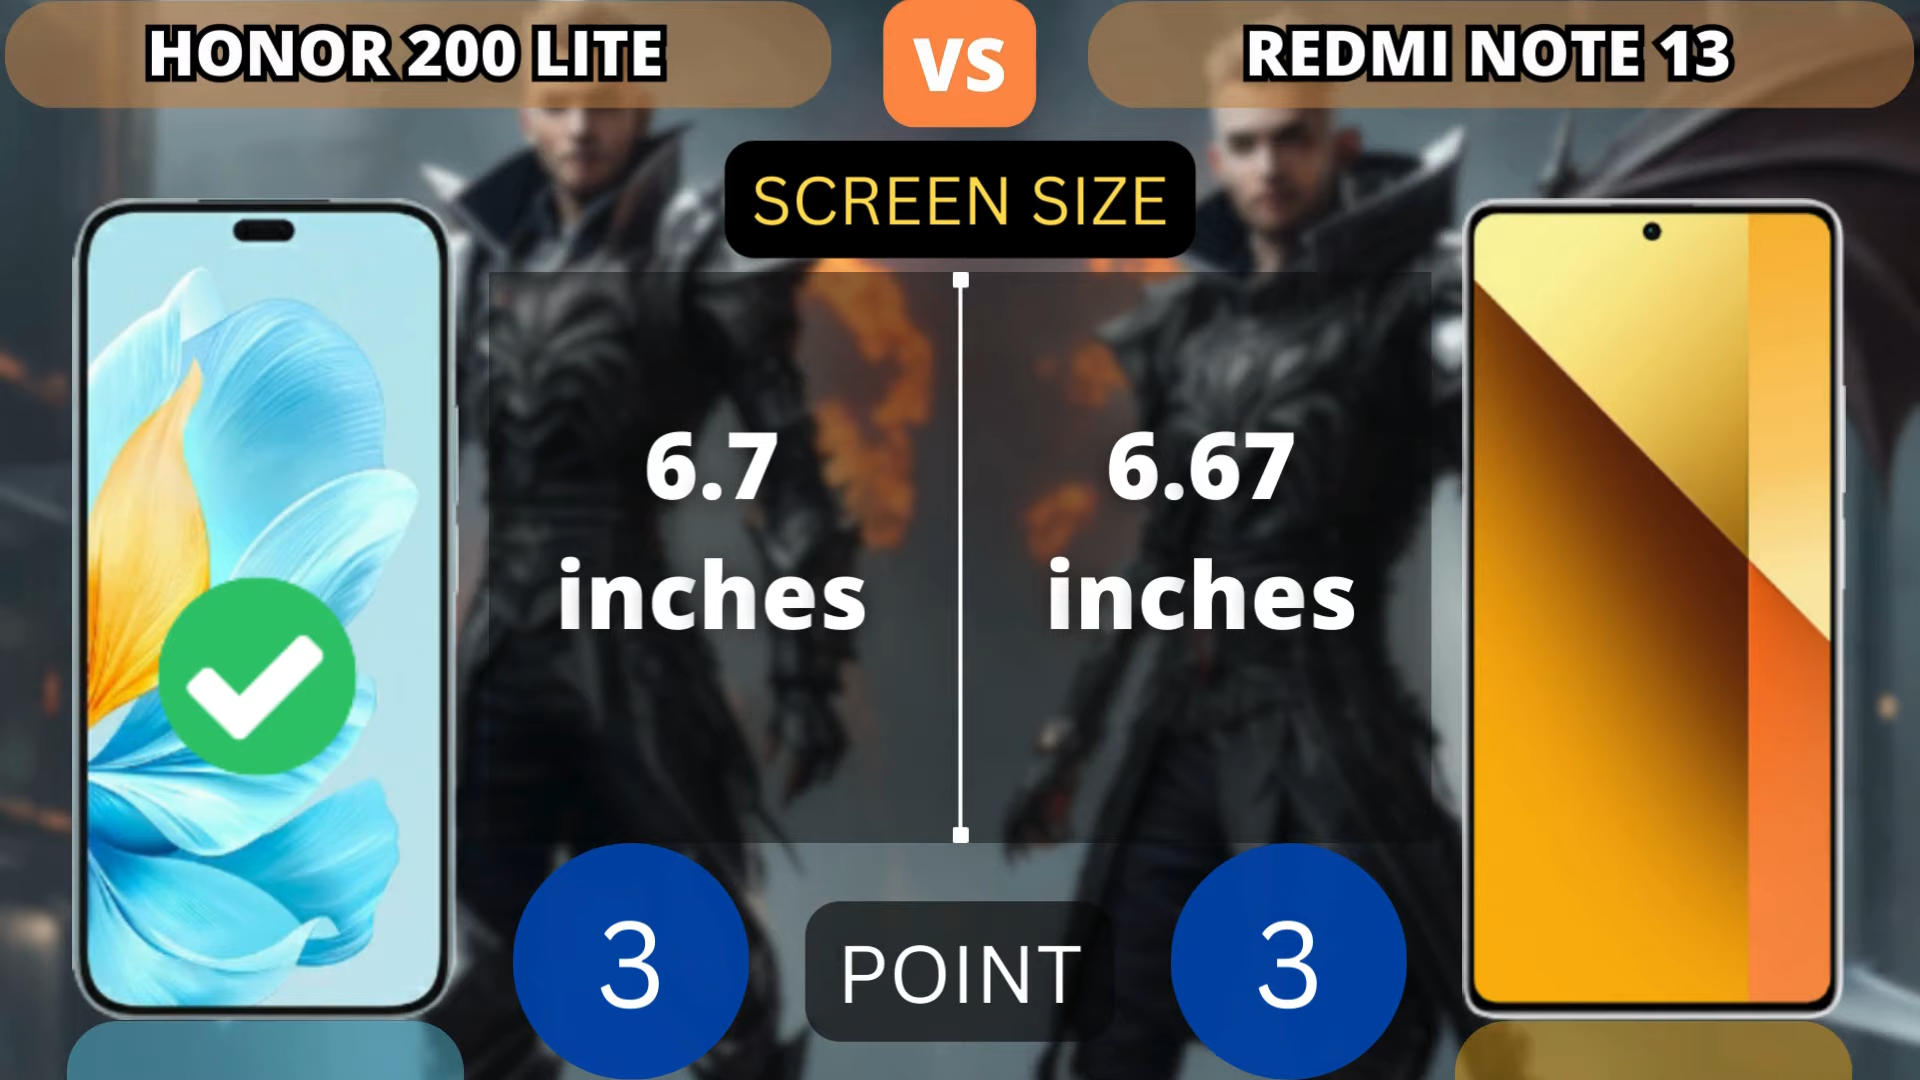 HONOR 200 LITE
VS
REDMI NOTE 13
SCREEN SIZE
6.7
inches
6.67
inches
3
POINT
3